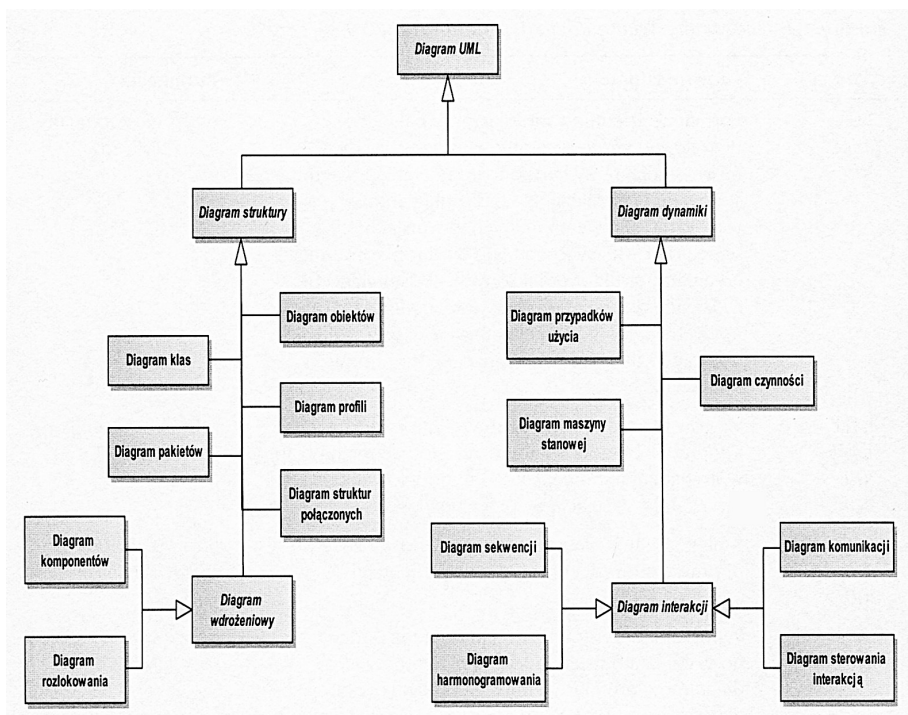 Diagram UML
Diagram struktury
Diagram dynamiki
Diagram obiektów
Diagram klas
Diagram profili
Diagram pakietów
Diagram struktur
połączonych
Diagram
komponentów
Diagram
wdrożeniowy
Diagram
rozlokowania
Diagram przypadków
użycia
Diagram czynności
Diagram maszyny
stanowej
Diagram sekwencji
Diagram komunikacji
Diagram interakcji
Diagram
harmonogramowania
Diagram sterowania
interakcją